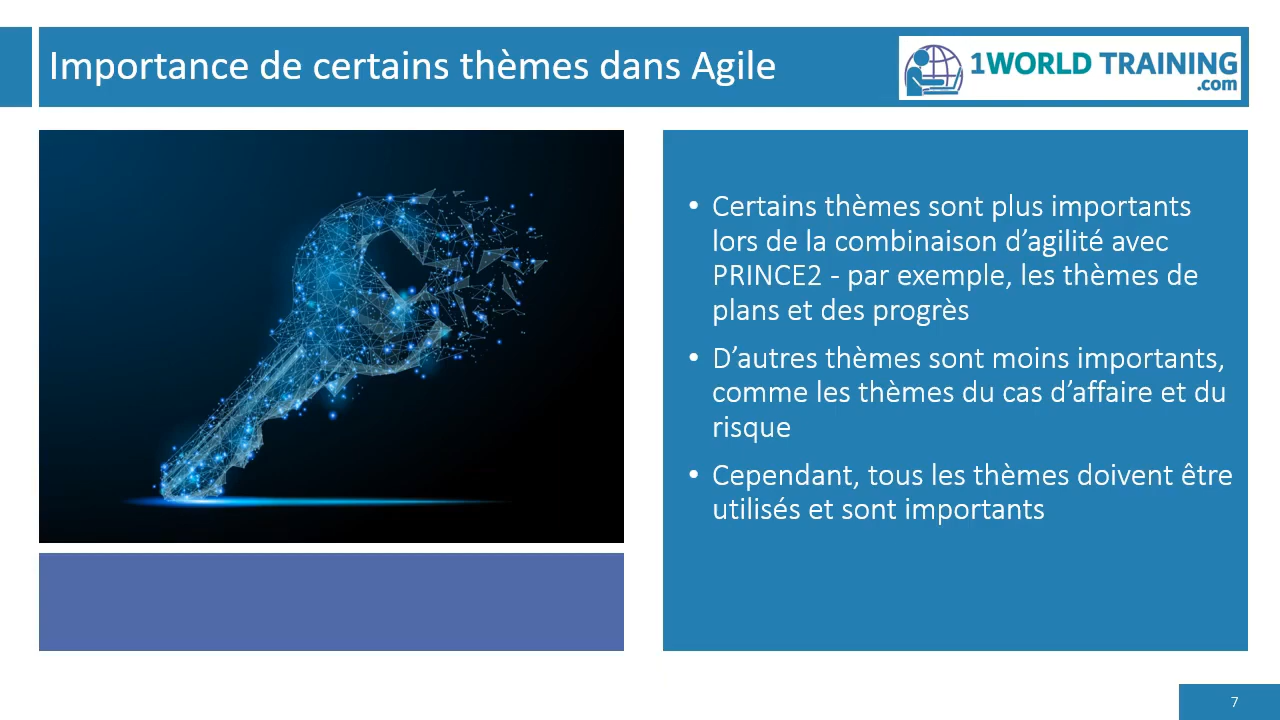 Importance de certains thèmes dans Agile
1WORLD TRAINING
.com
• Certains thèmes sont plus importants
lors de la combinaison d’agilité avec
PRINCE2 - par exemple, les thèmes de
plans et des progrès
• D’autres thèmes sont moins importants,
comme les thèmes du cas d’affaire et du
risque
• Cependant, tous les thèmes doivent être
utilisés et sont importants
7